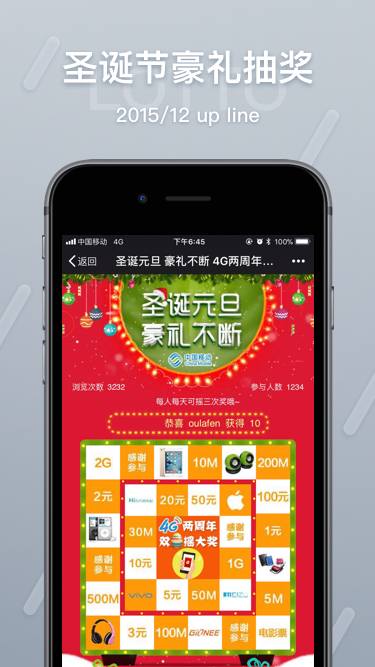 圣诞节豪礼抽奖
LOTTO
2015/12 up line
中国移动 4G 下午6:45 100%
返回 圣诞元旦 豪礼不断 4G两周年...
圣诞元旦
豪礼不断
中国移动
China Mobile
浏览次数 3232 参与人数 1234
每人每天可摇三次奖哦~
恭喜 oulafen 获得 10
2G 感谢参与 10M 200M
2元 Hisense 20元 50元 100元
30M 4G 两周年 感谢参与 1元
双蛋摇大奖
感谢参与 10元 1G
500M vivo 5元 50M 5M
3元 100M GiONEE 感谢参与 电影票